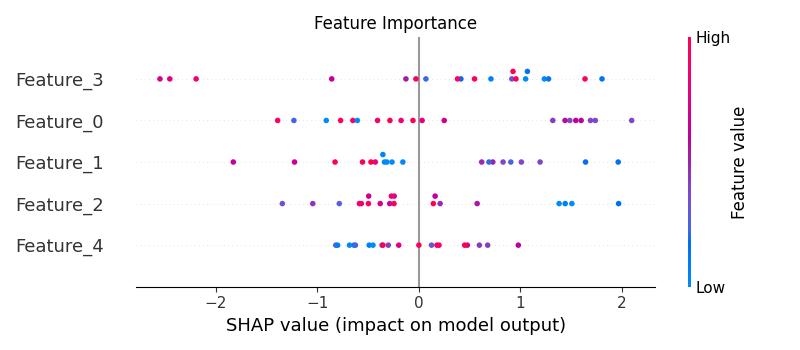 Feature Importance
High
Feature_3
Feature_0
Feature_1
Feature_2
Feature_4
Feature value
Low
−2
−1
0
1
2
SHAP value (impact on model output)